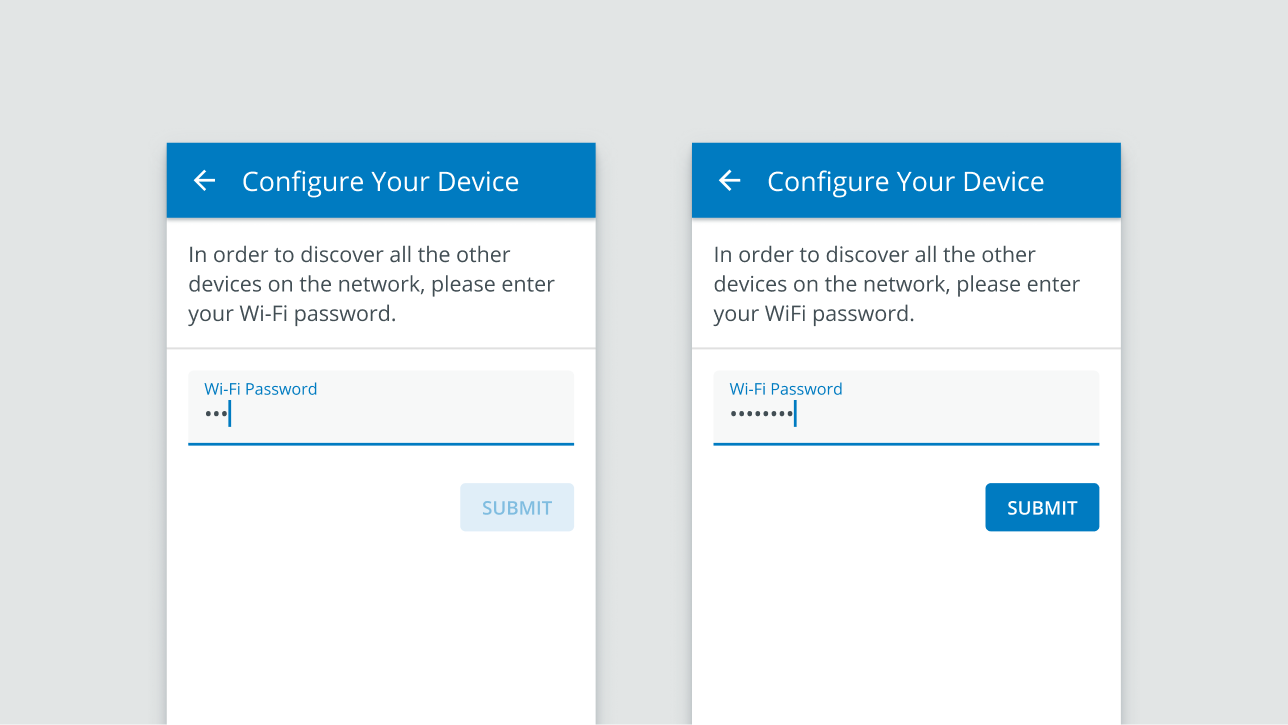 Configure Your Device
In order to discover all the other
devices on the network, please enter
your Wi-Fi password.
Wi-Fi Password
•••
SUBMIT
Configure Your Device
In order to discover all the other
devices on the network, please enter
your WiFi password.
Wi-Fi Password
••••••••
SUBMIT